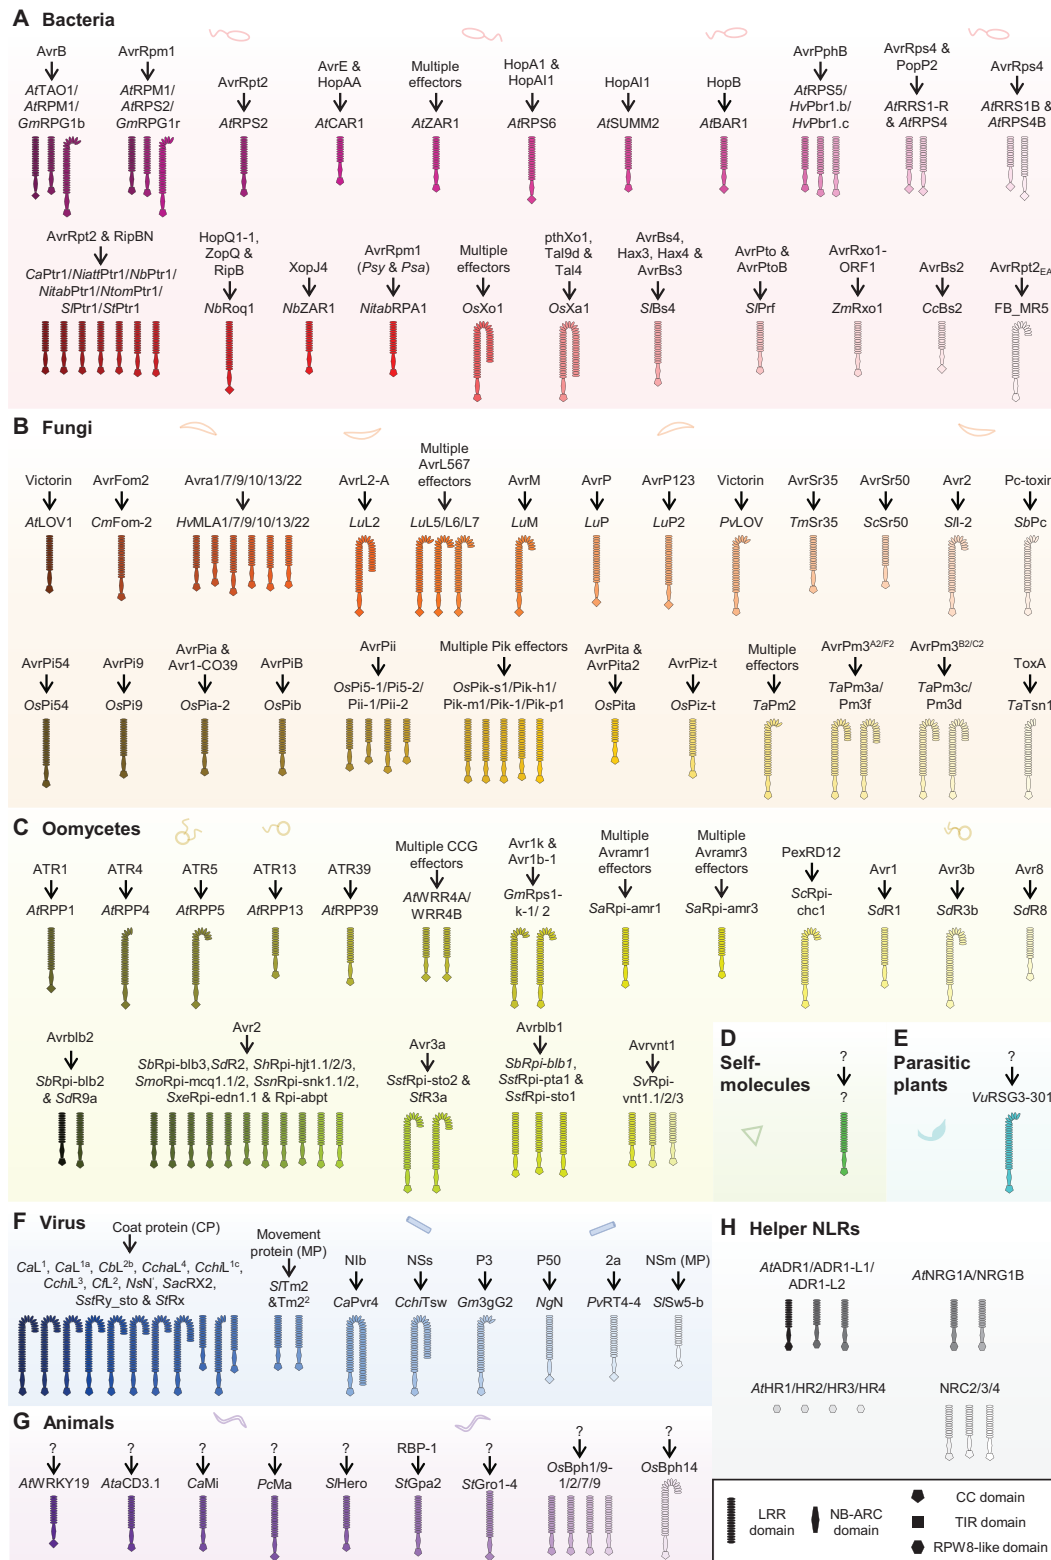 A Bacteria
AvrB
AtTAO1/
AtRPM1/
GmRPG1b
AvrRpm1
AtRPM1/
AtRPS2/
GmRPG1r
AvrRpt2
AtRPS2
AvrE &
HopAA
AtCAR1
Multiple
effectors
AtZAR1
HopA1 &
HopAI1
AtRPS6
HopAI1
AtSUMM2
HopB
AtBAR1
AvrPphB
AtRPS5/
HvPbr1.b/
HvPbr1.c
AvrRps4 &
PopP2
AtRRS1-R
& AtRPS4
AvrRps4
AtRRS1B &
AtRPS4B
AvrRpt2 & RipBN
CaPtr1/NiattPtr1/NbPtr1/
NitabPtr1/NtomPtr1/
SlPtr1/StPtr1
HopQ1-1,
ZopQ &
RipB
NbRoq1
XopJ4
NbZAR1
AvrRpm1
(Psy & Psa)
NitabRPA1
Multiple
effectors
OsXo1
pthXo1,
Tal9d &
Tal4
OsXa1
AvrBs4,
Hax3, Hax4 &
AvrBs3
SlBs4
AvrPto &
AvrPtoB
SlPrf
AvrRxo1-
ORF1
ZmRxo1
AvrBs2
CcBs2
AvrRpt2EA
FB_MR5
B Fungi
Victorin
AtLOV1
AvrFom2
CmFom-2
Avra1/7/9/10/13/22
HvMLA1/7/9/10/13/22
AvrL2-A
LuL2
Multiple
AvrL567
effectors
LuL5/L6/L7
AvrM
LuM
AvrP
LuP
AvrP123
LuP2
Victorin
PvLOV
AvrSr35
TmSr35
AvrSr50
ScSr50
Avr2
SlI-2
Pc-toxin
SbPc
AvrPi54
OsPi54
AvrPi9
OsPi9
AvrPia &
Avr1-CO39
OsPia-2
AvrPiB
OsPib
AvrPii
OsPi5-1/Pi5-2/
Pii-1/Pii-2
Multiple Pik effectors
OsPik-s1/Pik-h1/
Pik-m1/Pik-1/Pik-p1
AvrPita &
AvrPita2
OsPita
AvrPiz-t
OsPiz-t
Multiple
effectors
TaPm2
AvrPm3A2/F2
TaPm3a/
Pm3f
AvrPm3B2/C2
TaPm3c/
Pm3d
ToxA
TaTsn1
C Oomycetes
ATR1
AtRPP1
ATR4
AtRPP4
ATR5
AtRPP5
ATR13
AtRPP13
ATR39
AtRPP39
Multiple CCG
effectors
AtWRR4A/
WRR4B
Avr1k &
Avr1b-1
GmRps1-
k-1/ 2
Multiple
Avramr1
effectors
SaRpi-amr1
Multiple
Avramr3
effectors
SaRpi-amr3
PexRD12
ScRpi-
chc1
Avr1
SdR1
Avr3b
SdR3b
Avr8
SdR8
Avrblb2
SbRpi-blb2
& SdR9a
Avr2
SbRpi-blb3,SdR2, ShRpi-hjt1.1/2/3,
SmoRpi-mcq1.1/2, SsnRpi-snk1.1/2,
SxeRpi-edn1.1 & Rpi-abpt
Avr3a
SstRpi-sto2 &
StR3a
Avrblb1
SbRpi-blb1,
SstRpi-pta1 &
SstRpi-sto1
Avrvnt1
SvRpi-
vnt1.1/2/3
D
Self-
molecules
?
?
E
Parasitic
plants
?
VuRSG3-301
F Virus
Coat protein (CP)
CaL1, CaL1a, CbL2b, CchaL4, CchiL1c,
CchiL3, CfL2, NsN', SacRX2,
SstRy_sto & StRx
Movement
protein (MP)
SlTm2
&Tm2²
NIb
CaPvr4
NSs
CchiTsw
P3
Gm3gG2
P50
NgN
2a
PvRT4-4
NSm (MP)
SlSw5-b
G Animals
?
AtWRKY19
?
AtaCD3.1
?
CaMi
?
PcMa
?
SlHero
RBP-1
StGpa2
?
StGro1-4
?
OsBph1/9-
1/2/7/9
?
OsBph14
H Helper NLRs
AtADR1/ADR1-L1/
ADR1-L2
AtNRG1A/NRG1B
AtHR1/HR2/HR3/HR4
NRC2/3/4
LRR
domain
NB-ARC
domain
CC domain
TIR domain
RPW8-like domain